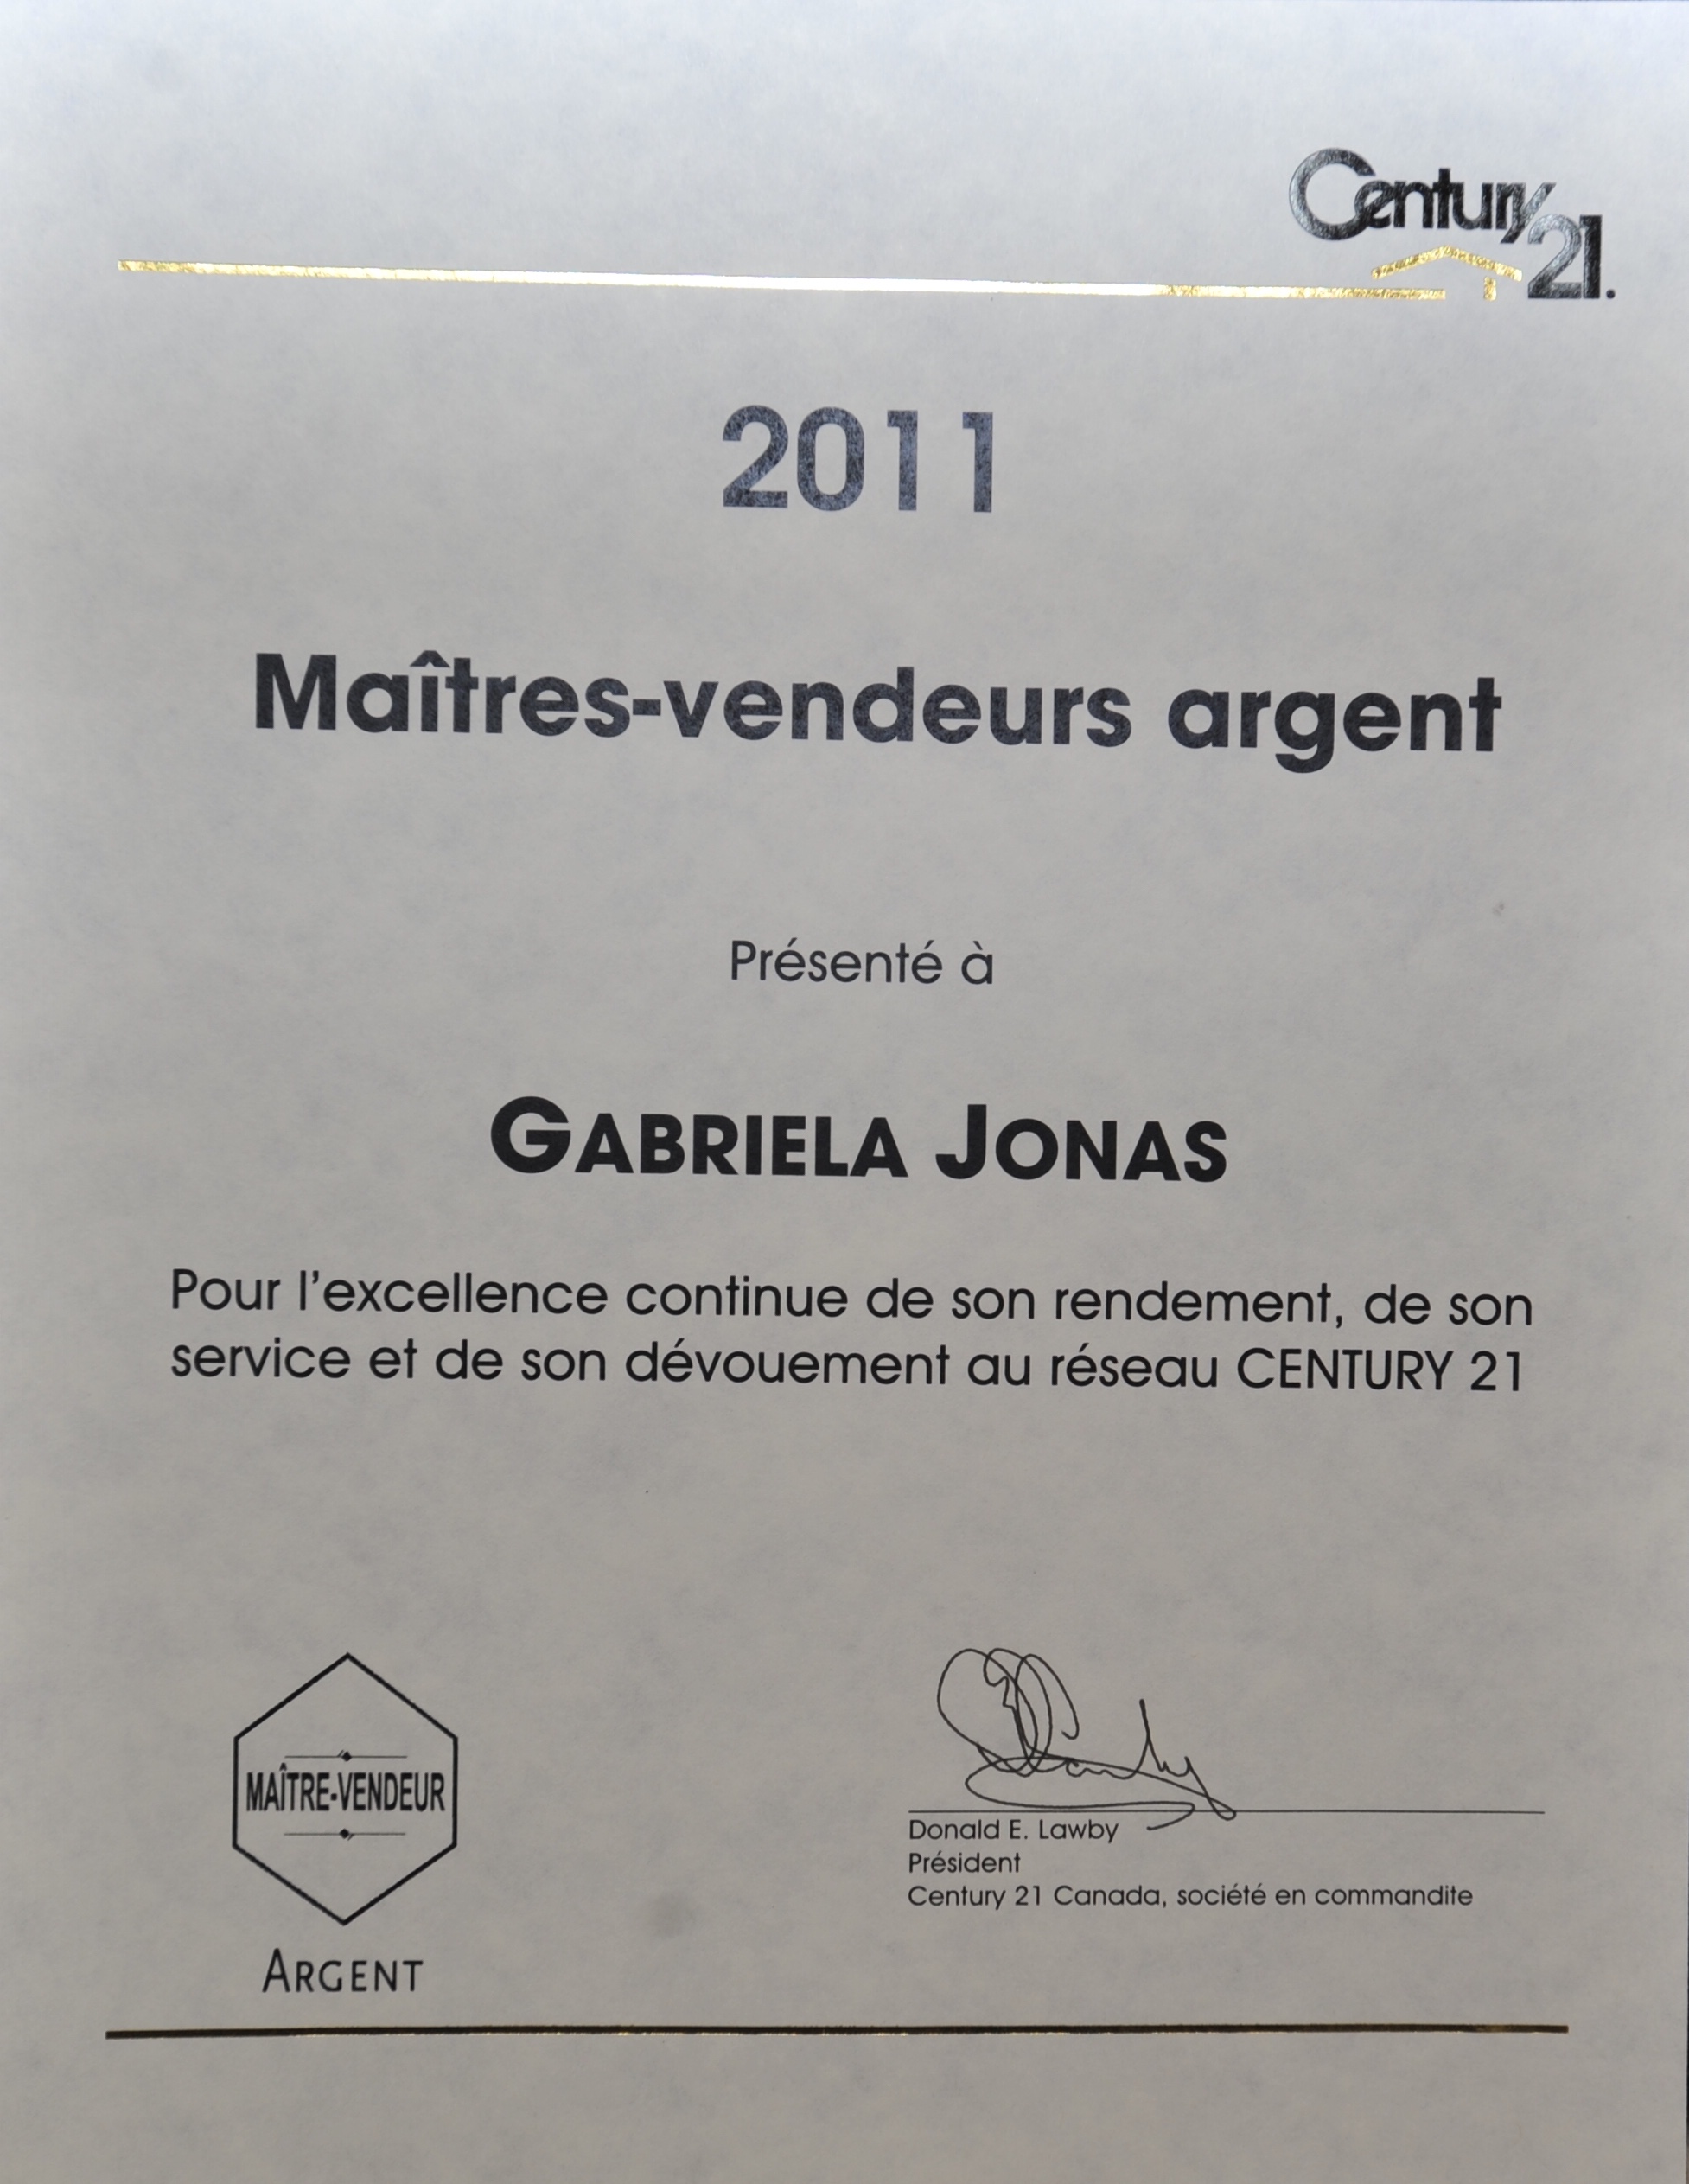 Century 21.
2011
Maîtres-vendeurs argent
Présenté à
GABRIELA JONAS
Pour l'excellence continue de son rendement, de son
service et de son dévouement au réseau CENTURY 21
MAÎTRE-VENDEUR
ARGENT
Donald E. Lawby
Président
Century 21 Canada, société en commandite